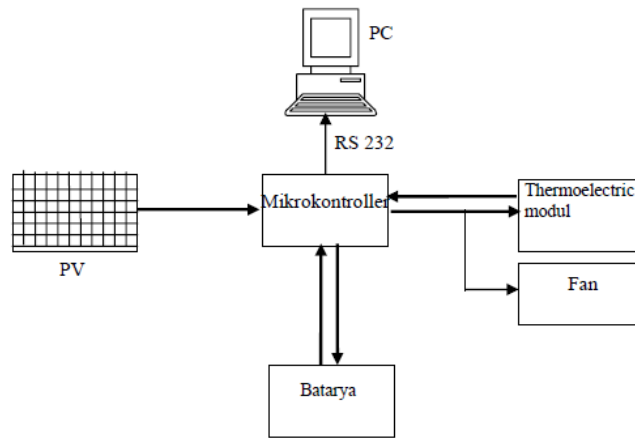 PC
RS 232
Mikrokontroller
Thermoelectric
modul
PV
Fan
Batarya